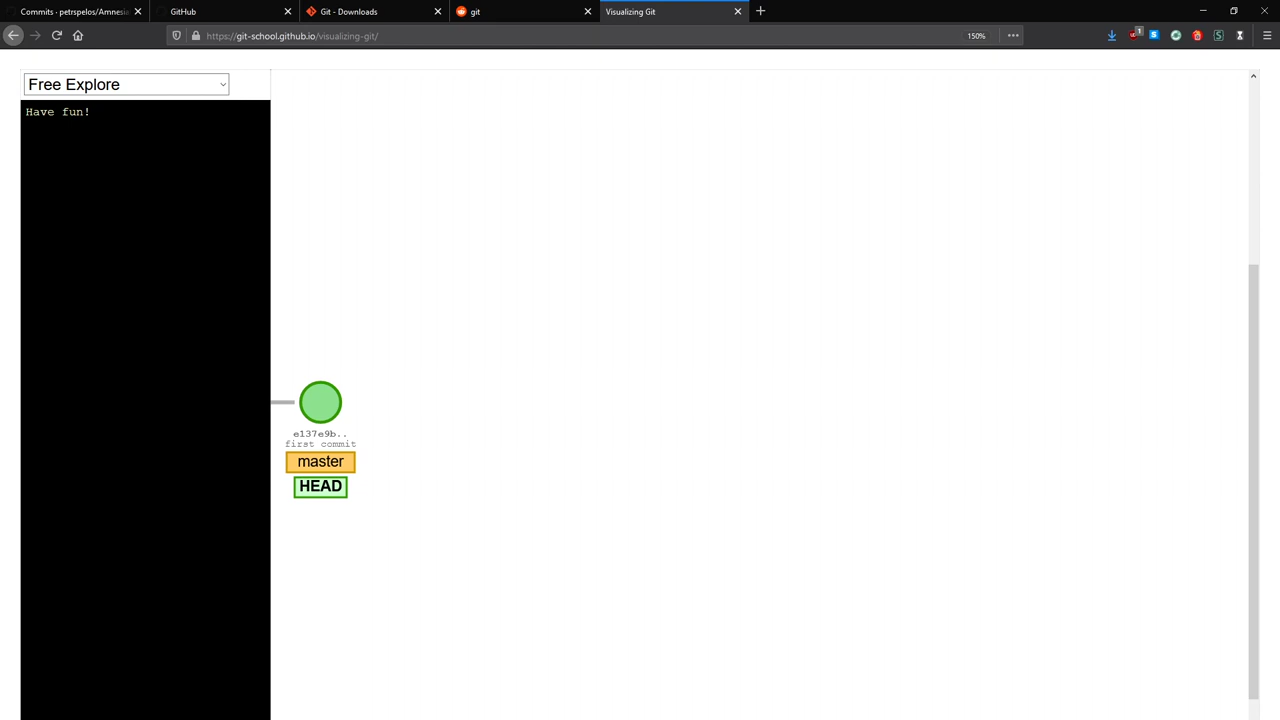 Commits · petrspelos/Amnesia
GitHub
Git - Downloads
git
Visualizing Git
https://git-school.github.io/visualizing-git/
150%
1
Free Explore
Have fun!
e137e9b..
first commit
master
HEAD